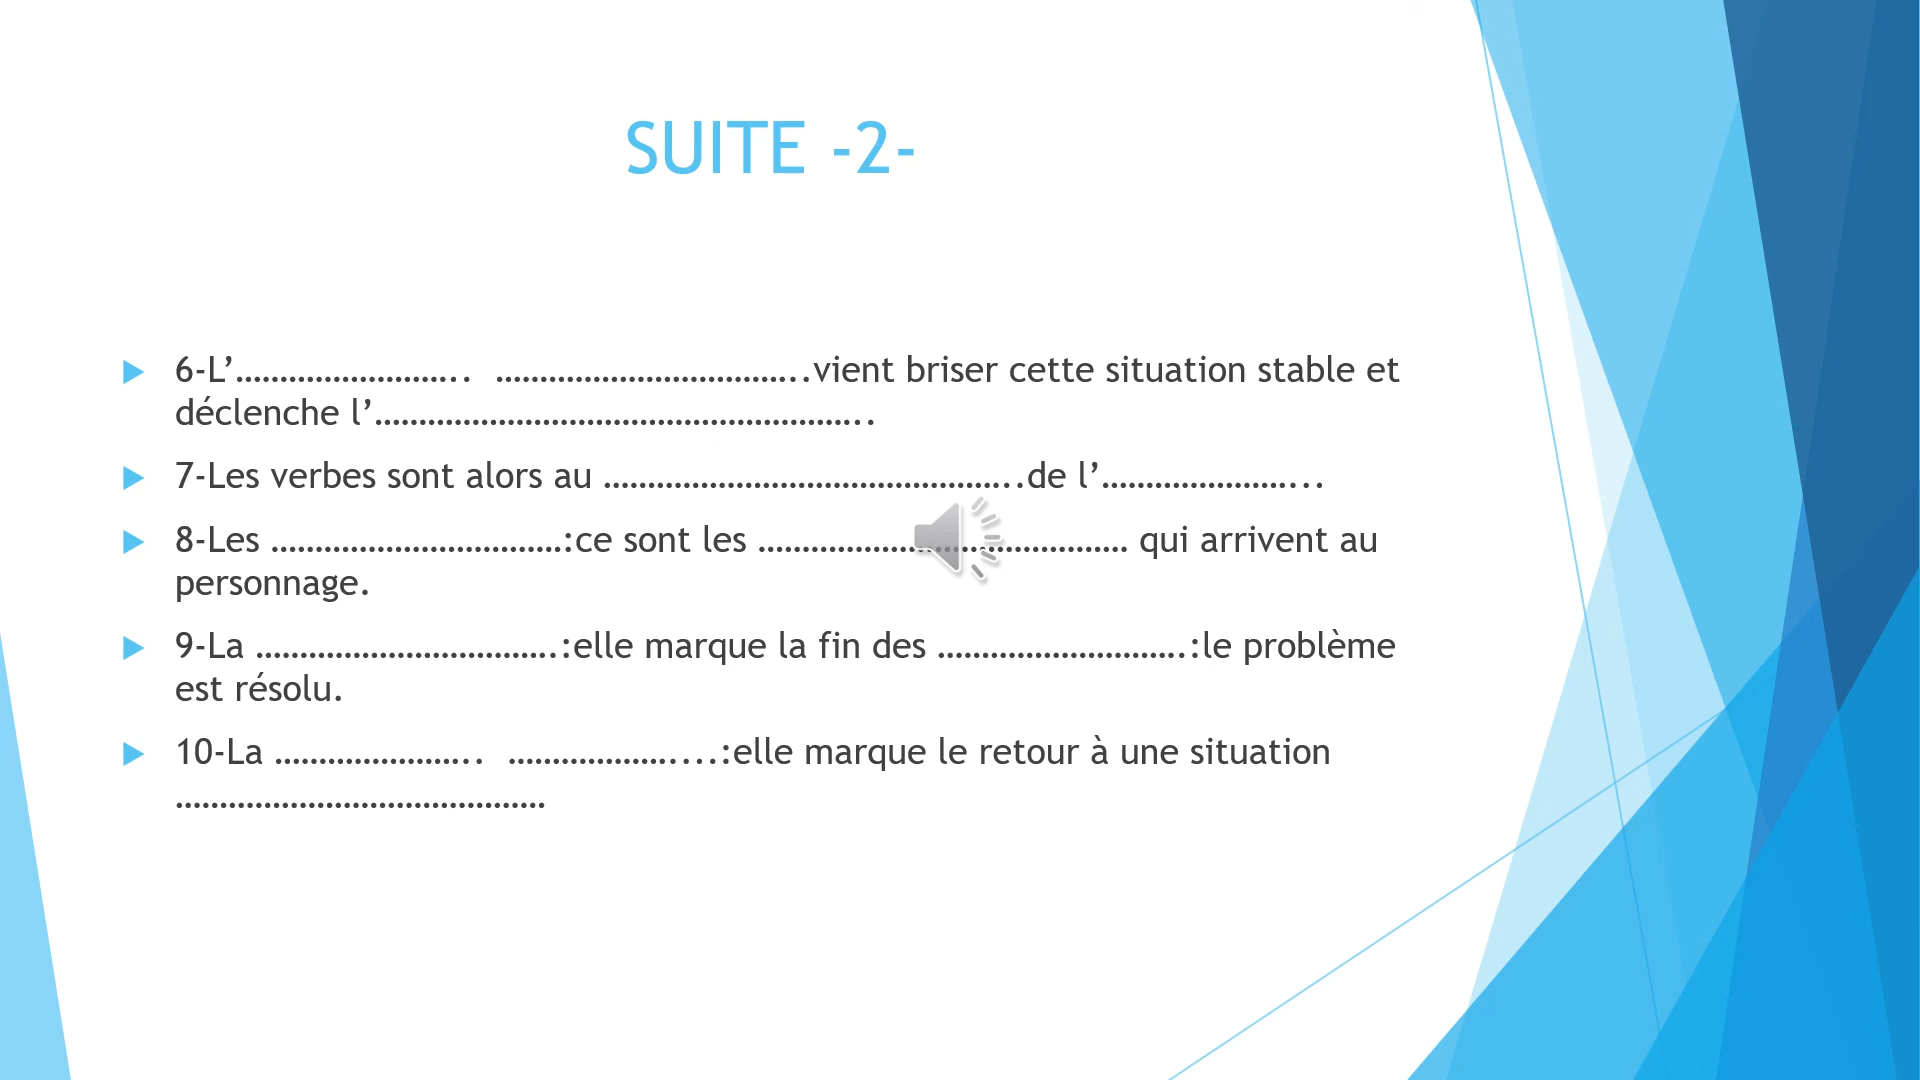 SUITE -2-
6-L’…………………….. ……………………………..vient briser cette situation stable et
déclenche l’………………………………………………..
7-Les verbes sont alors au ………………………………………..de l’…………………...
8-Les ……………………………:ce sont les …………………………………… qui arrivent au
personnage.
9-La …………………………….:elle marque la fin des ……………………….:le problème
est résolu.
10-La ………………….. ………………....:elle marque le retour à une situation
……………………………………